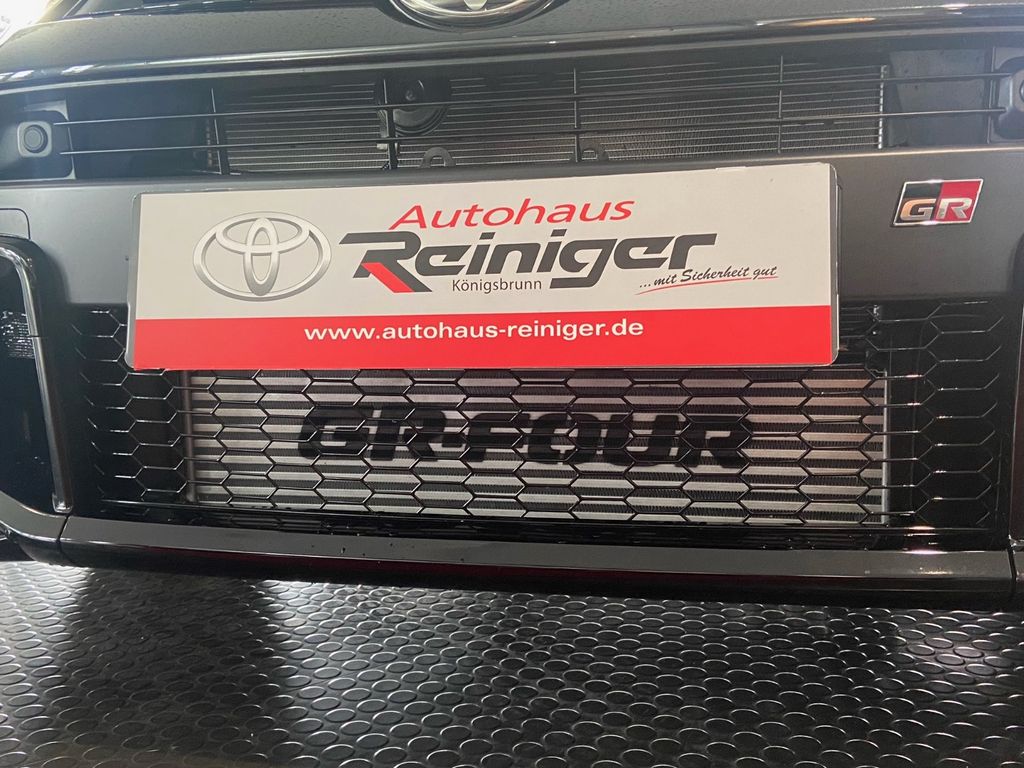 Autohaus
Reiniger
Königsbrunn
...mit Sicherheit gut
www.autohaus-reiniger.de
GR
GR-FOUR